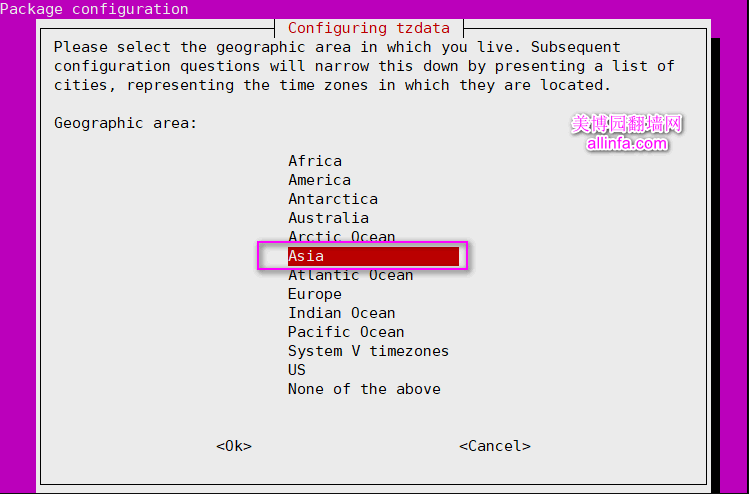 Package configuration
Configuring tzdata
Please select the geographic area in which you live. Subsequent
configuration questions will narrow this down by presenting a list of
cities, representing the time zones in which they are located.
Geographic area:
美博园翻墙网
allinfa.com
Africa
America
Antarctica
Australia
Arctic Ocean
Asia
Atlantic Ocean
Europe
Indian Ocean
Pacific Ocean
System V timezones
US
None of the above
<Ok> <Cancel>